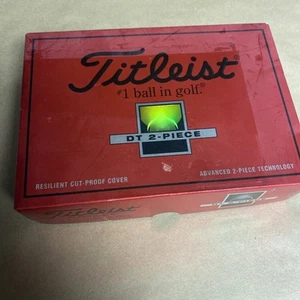 Titleist
#1 ball in golf.®
DT 2-PIECE
RESILIENT CUT-PROOF COVER
ADVANCED 2-PIECE TECHNOLOGY
Titleist